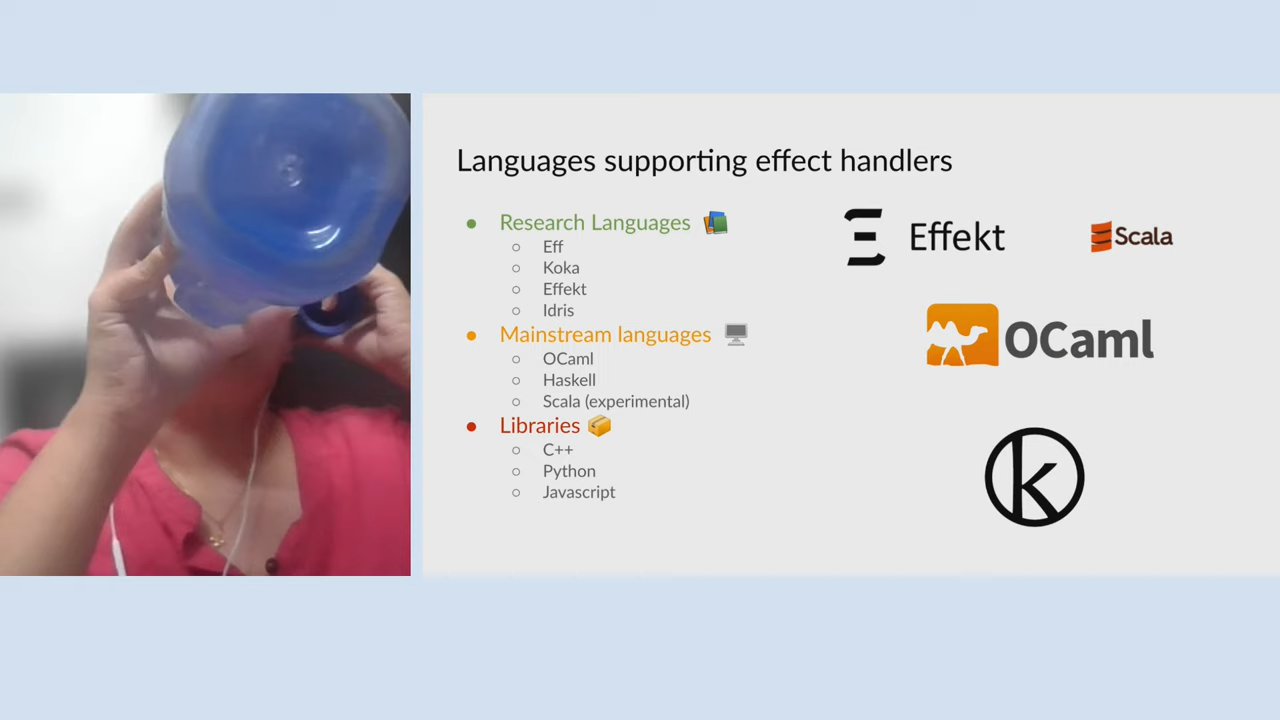 Languages supporting effect handlers
Research Languages
Eff
Koka
Effekt
Idris
Mainstream languages
OCaml
Haskell
Scala (experimental)
Libraries
C++
Python
Javascript
Effekt
Scala
OCaml
k